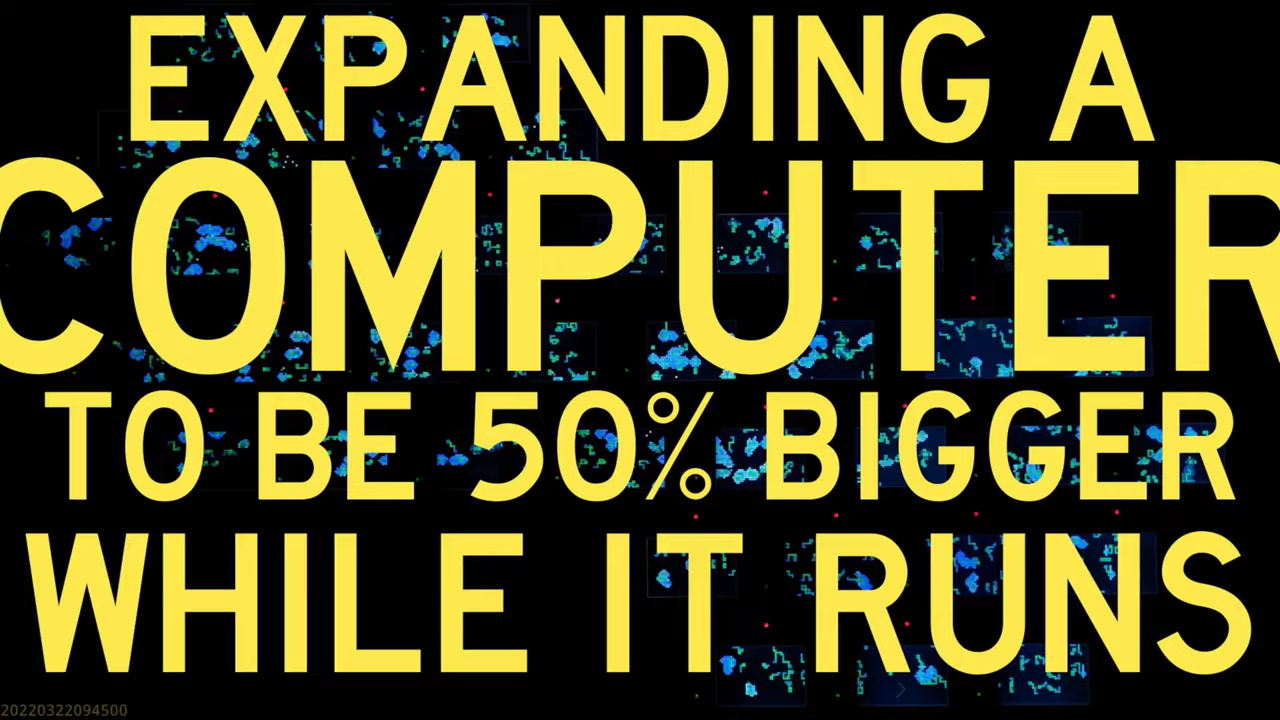 EXPANDING A
COMPUTER
TO BE 50% BIGGER
WHILE IT RUNS
20220322094500